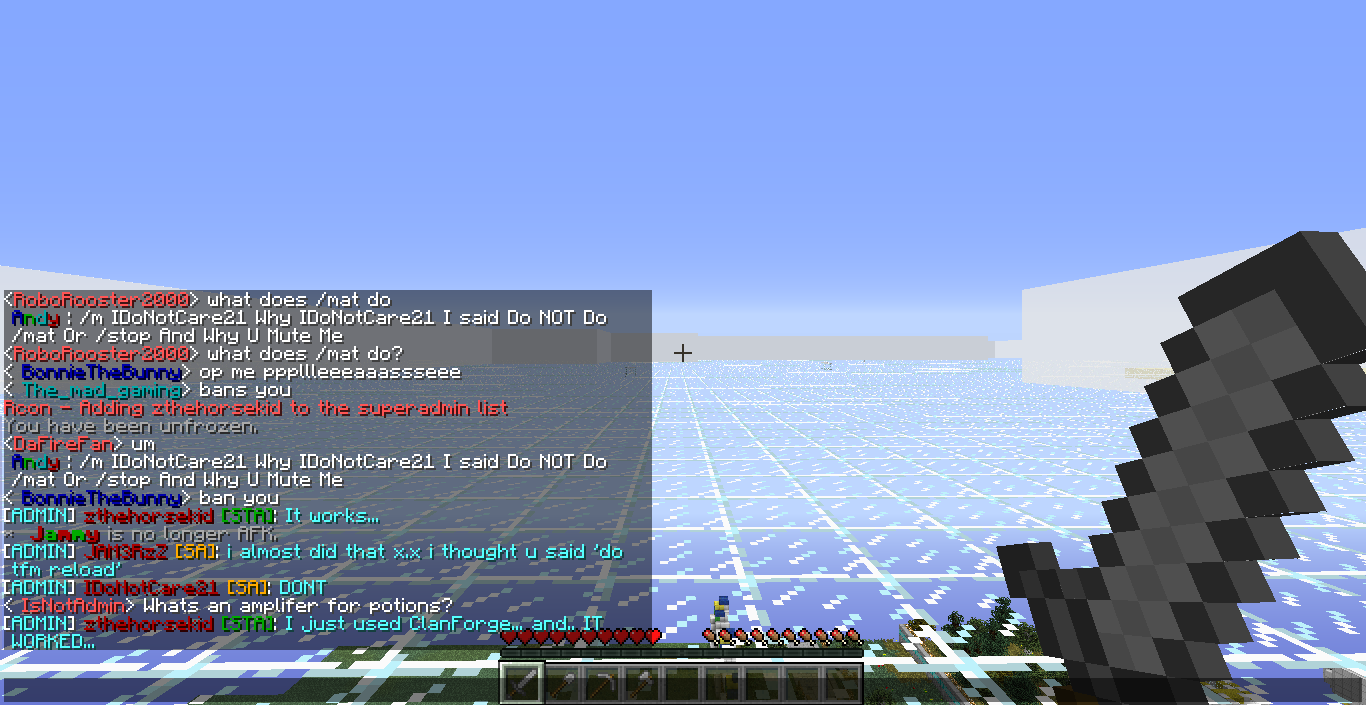 <RoboRooster2000> what does /mat do
Andy : /m IDoNotCare21 Why IDoNotCare21 I said Do NOT Do
/mat Or /stop And Why U Mute Me
<RoboRooster2000> what does /mat do?
< BonnieTheBunny> op me pppllleeeaaassseee
< The_mad_gaming> bans you
Rcon - Adding zthehorsekid to the superadmin list
You have been unfrozen.
<DaFireFan> um
Andy : /m IDoNotCare21 Why IDoNotCare21 I said Do NOT Do
/mat Or /stop And Why U Mute Me
< BonnieTheBunny> ban you
[ADMIN] zthehorsekid [STA]: It works...
* Jammy is no longer AFK.
[ADMIN] JAM3RzZ [SA]: i almost did that x.x i thought u said 'do
tfm reload'
[ADMIN] IDoNotCare21 [SA]: DONT
< IsNotAdmin> Whats an amplifer for potions?
[ADMIN] zthehorsekid [STA]: I just used ClanForge... and.. IT
WORKED...